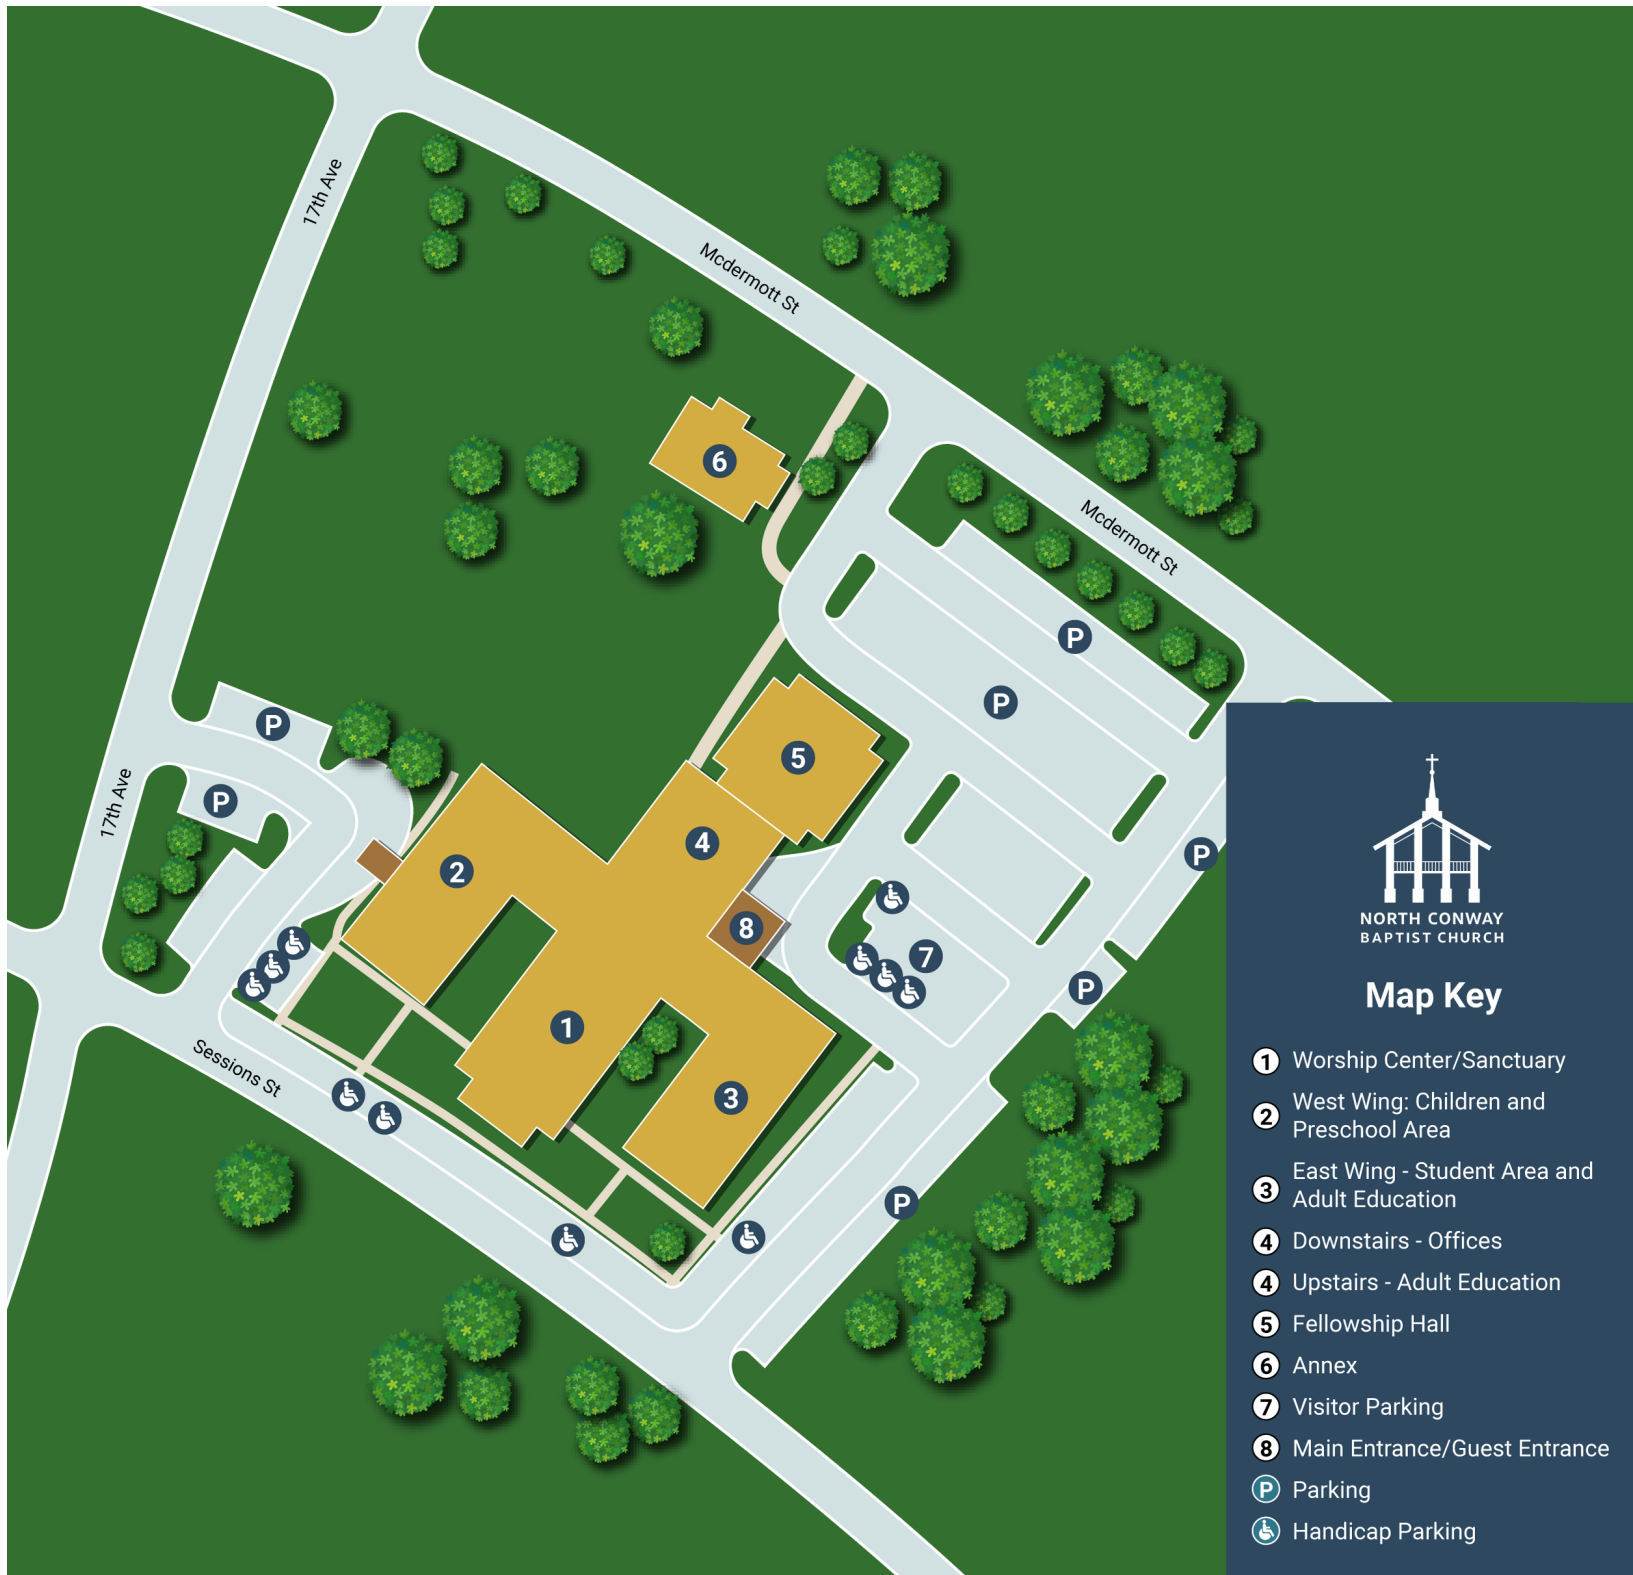 17th Ave
Mcdermott St
Mcdermott St
6
P
P
5
P
P
17th Ave
4
P
2
8
7
P
1
Sessions St
3
P
NORTH CONWAY
BAPTIST CHURCH
Map Key
1 Worship Center/Sanctuary
2 West Wing: Children and
Preschool Area
3 East Wing - Student Area and
Adult Education
4 Downstairs - Offices
4 Upstairs - Adult Education
5 Fellowship Hall
6 Annex
7 Visitor Parking
8 Main Entrance/Guest Entrance
P Parking
Handicap Parking